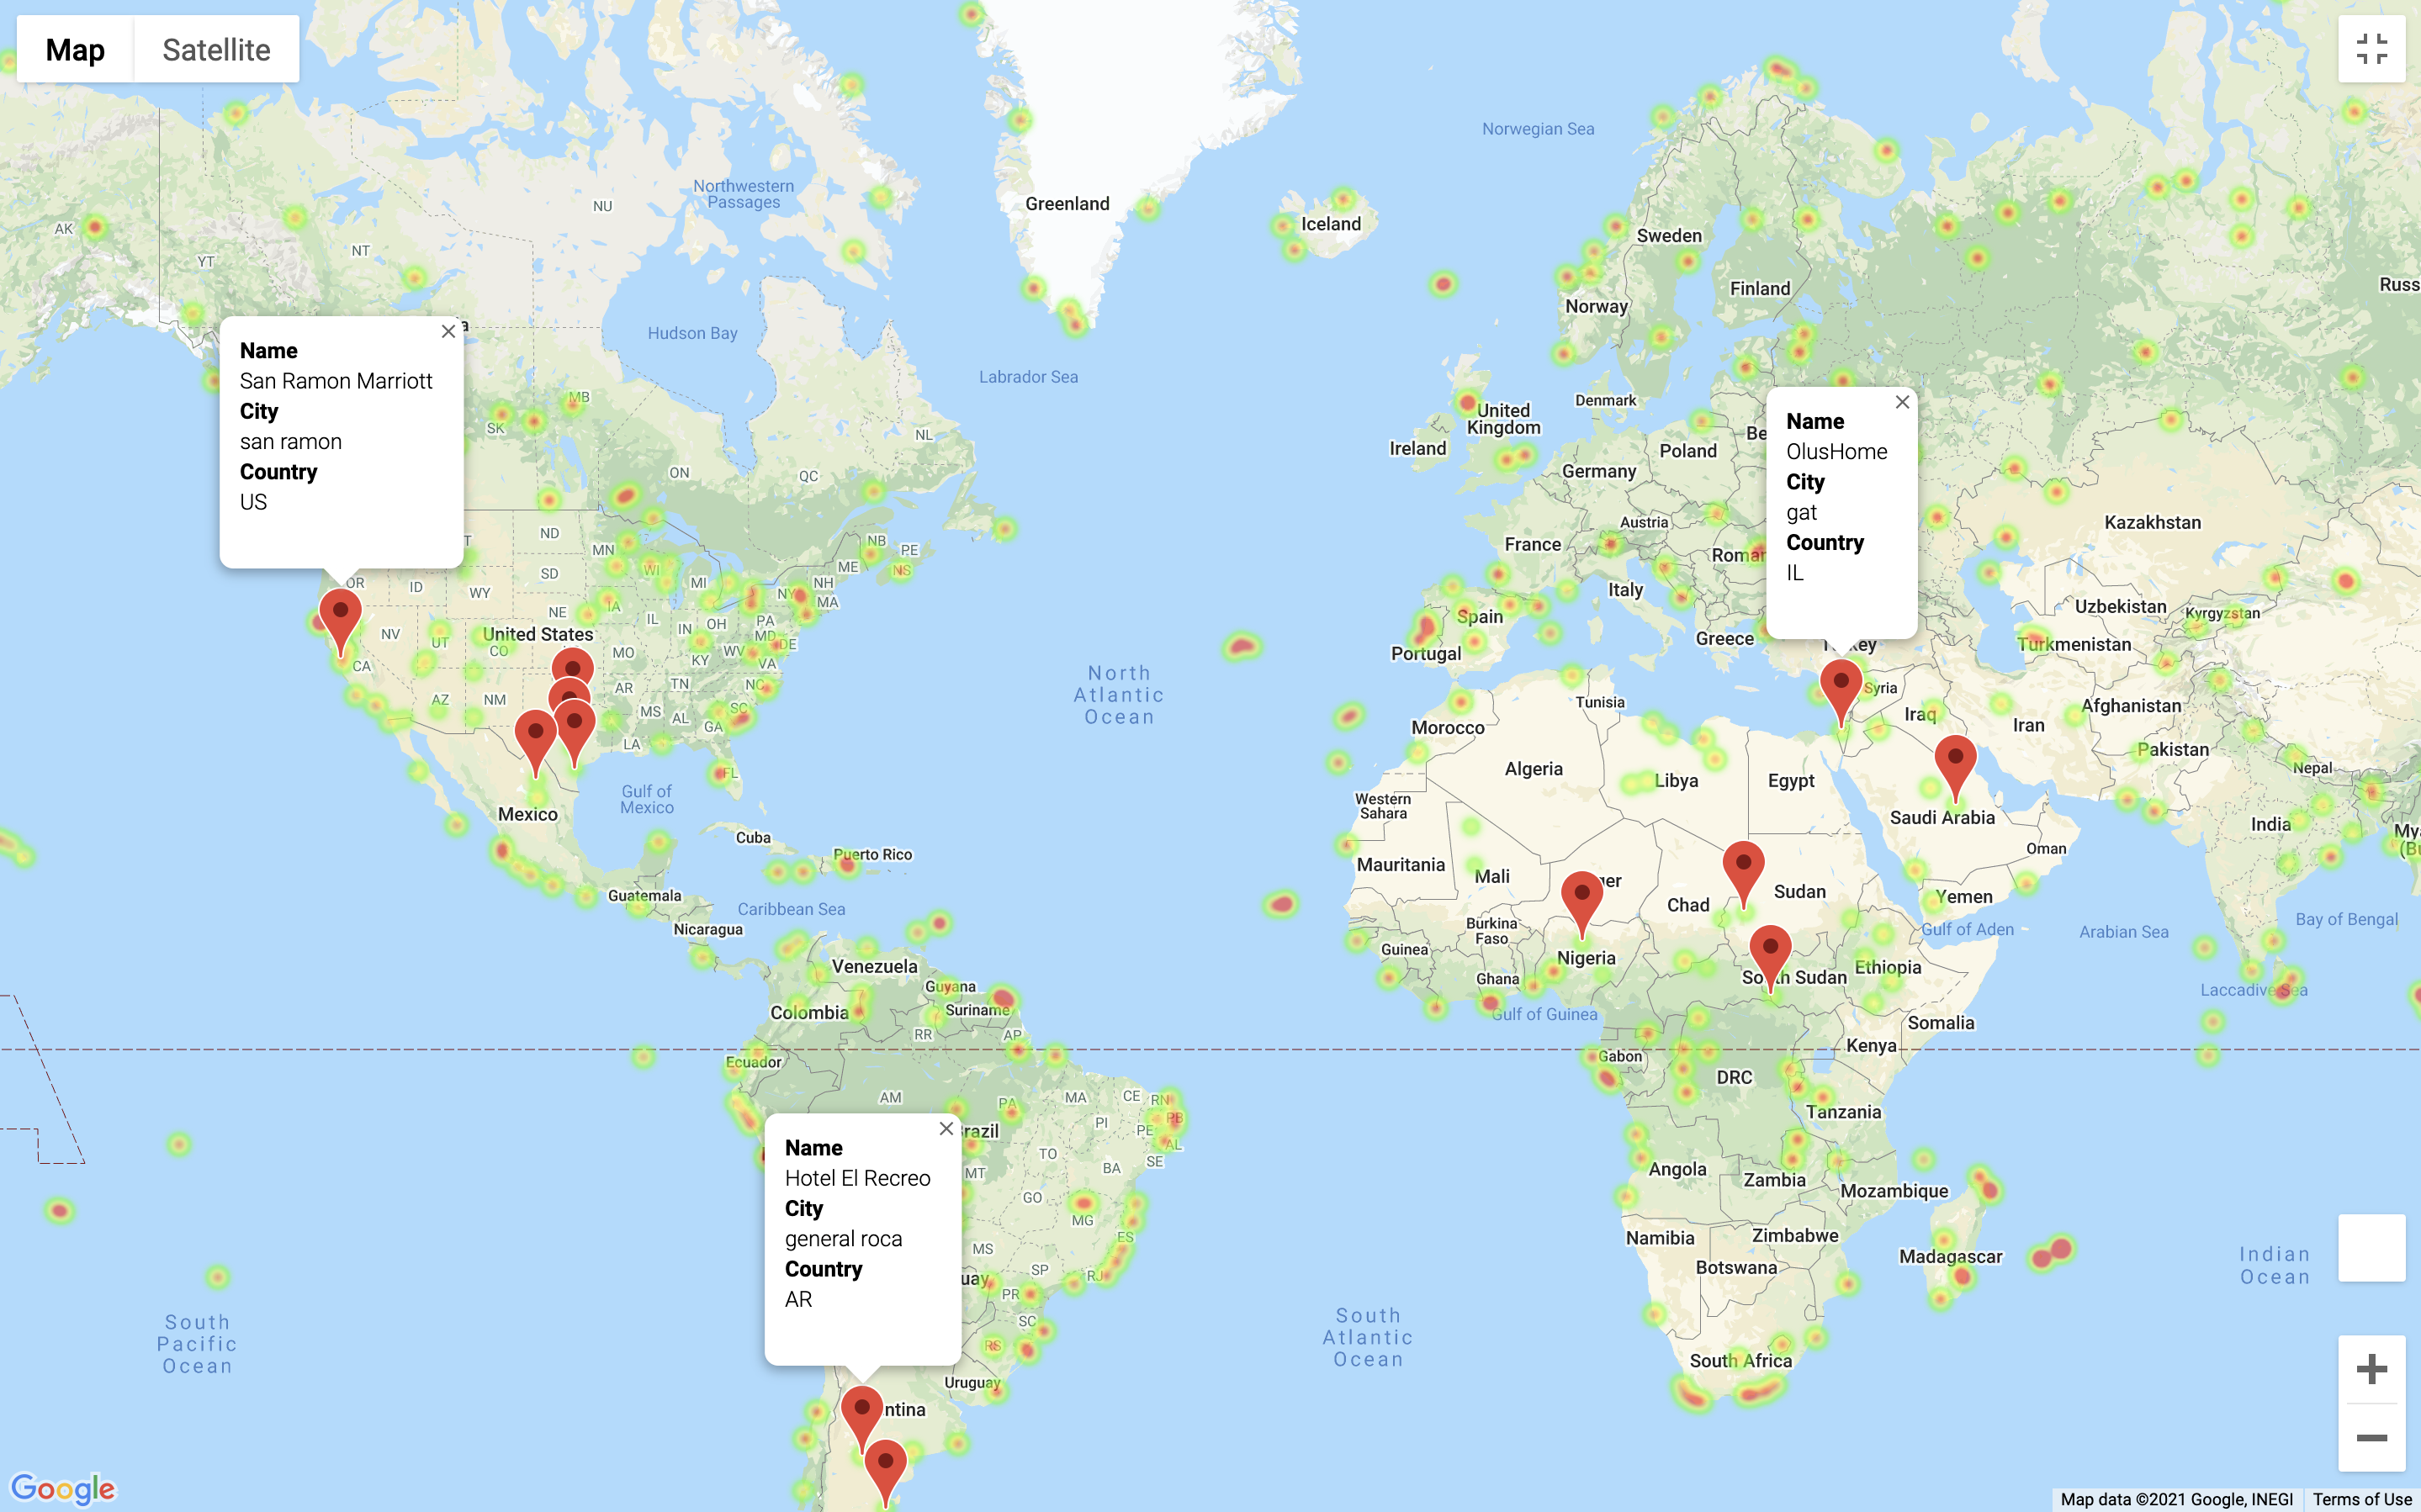 Map Satellite
Norwegian Sea
Northwestern
Passages
NU
Greenland
AK
Iceland
NT
Sweden
YT
Russ
Finland
Norway
Hudson Bay
Labrador Sea
Name
San Ramon Marriott
City
san ramon
Country
US
MB
SK
ON
QC
NL
Denmark
United
Kingdom
Ireland
Poland
Germany
Austria
France
Italy
Spain
Portugal
Greece
Name
OlusHome
City
gat
Country
IL
Kazakhstan
Uzbekistan
Kyrgyzstan
Turkmenistan
Syria
Iraq
Iran
Afghanistan
Pakistan
Nepal
India
ND
MN
NB
PE
ME
NS
OR
ID
SD
WI
MI
NH
NY
MA
WY
NE
IA
IL
IN
OH
PA
NV
UT
United States
CO
MO
KY
WV
MD
DE
VA
CA
AZ
NM
AR
TN
NC
MS
AL
GA
SC
LA
FL
North
Atlantic
Ocean
Gulf of
Mexico
Mexico
Cuba
Puerto Rico
Guatemala
Caribbean Sea
Nicaragua
Tunisia
Morocco
Algeria
Libya
Egypt
Western
Sahara
Saudi Arabia
Oman
Mauritania
Mali
Chad
Sudan
Yemen
Burkina
Faso
Guinea
Gulf of Aden
Arabian Sea
Bay of Bengal
Nigeria
Ghana
South Sudan
Ethiopia
Laccadive Sea
Gulf of Guinea
Somalia
Venezuela
Guyana
Suriname
Colombia
RR
AP
Ecuador
Gabon
Kenya
DRC
Tanzania
AM
PA
MA
CE
RN
PB
PI
PE
AL
SE
TO
BA
MT
GO
MG
MS
ES
SP
RJ
PR
SC
RS
Name
Hotel El Recreo
City
general roca
Country
AR
Uruguay
Angola
Zambia
Mozambique
Namibia
Zimbabwe
Botswana
Madagascar
South Africa
Indian
Ocean
South
Pacific
Ocean
South
Atlantic
Ocean
Google
Map data ©2021 Google, INEGI Terms of Use